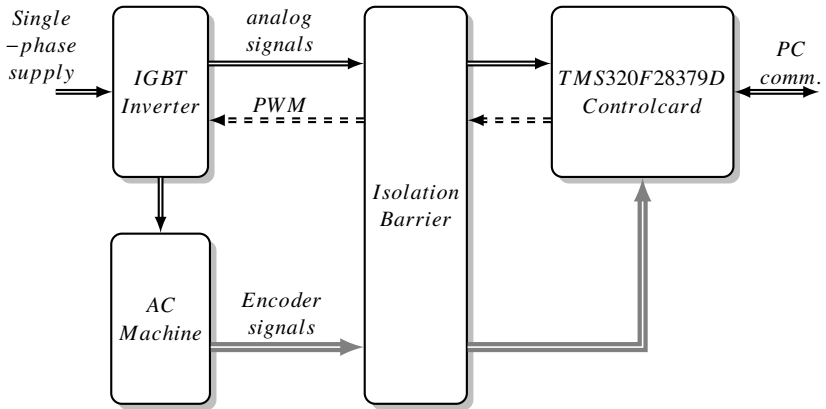 Single
–phase
supply
IGBT
Inverter
analog
signals
PWM
Isolation
Barrier
TMS320F28379D
Controlcard
PC
comm.
AC
Machine
Encoder
signals